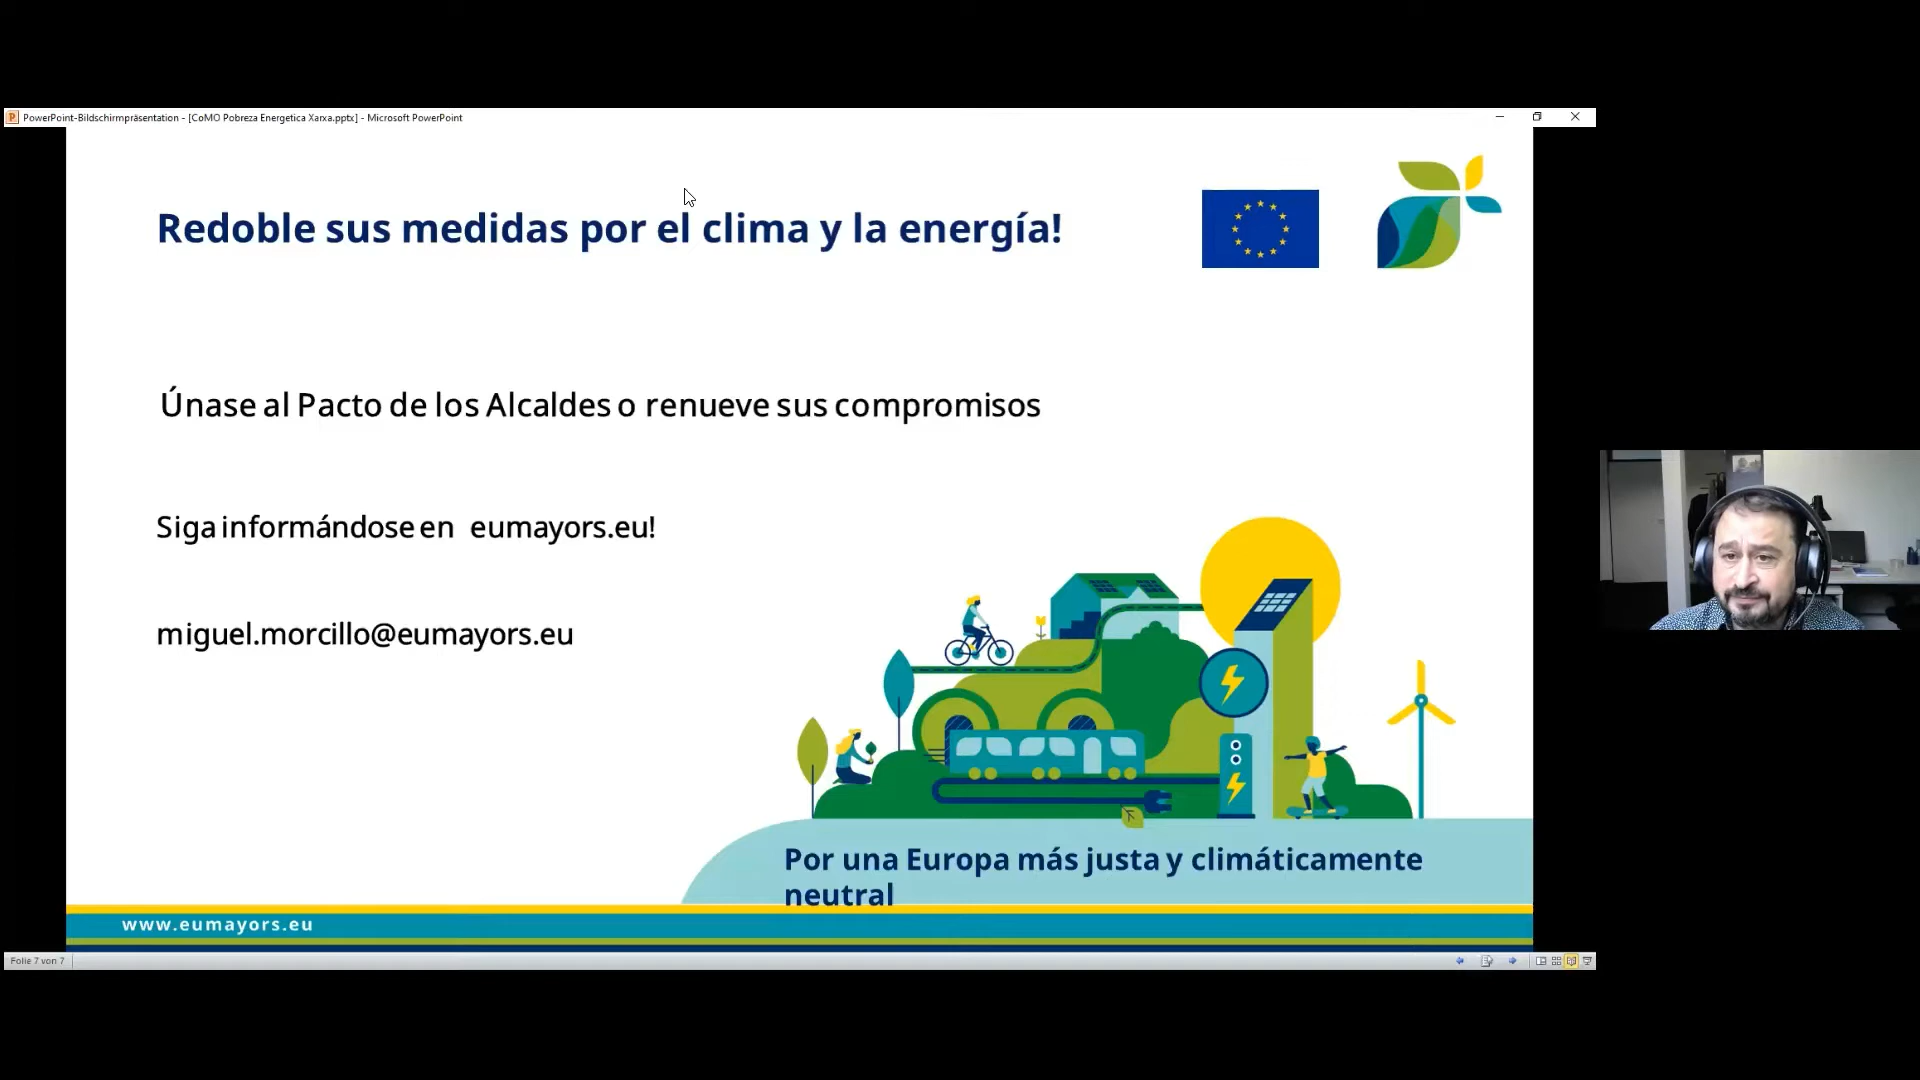 PowerPoint-Bildschirmpräsentation - [CoMO Pobreza Energetica Xarxa.pptx] - Microsoft PowerPoint
Redoble sus medidas por el clima y la energía!
Únase al Pacto de los Alcaldes o renueve sus compromisos
Siga informándose en eumayors.eu!
miguel.morcillo@eumayors.eu
Por una Europa más justa y climáticamente
neutral
www.eumayors.eu
Folie 7 von 7